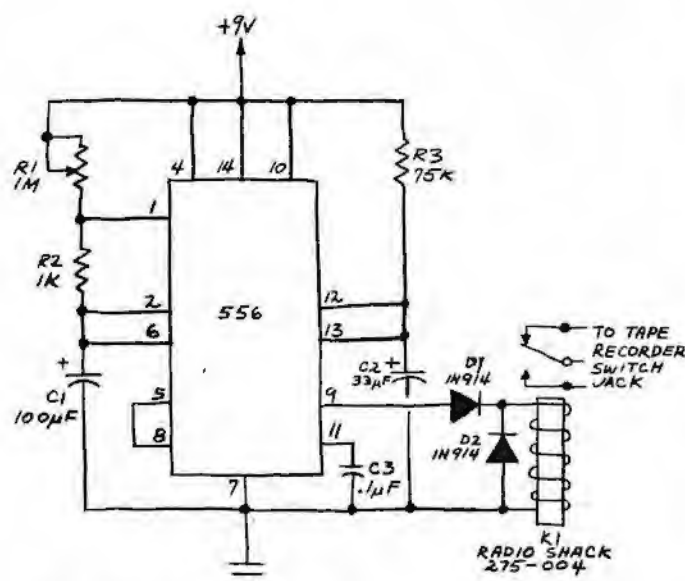 +9V
R1
1M
4
14
10
R3
75K
1
R2
1K
2
12
556
6
13
TO TAPE
RECORDER
SWITCH
JACK
+
C1
100µF
C2
33µF
+
D1
1N914
5
9
8
11
D2
1N914
C3
.1µF
7
K1
RADIO SHACK
275-004